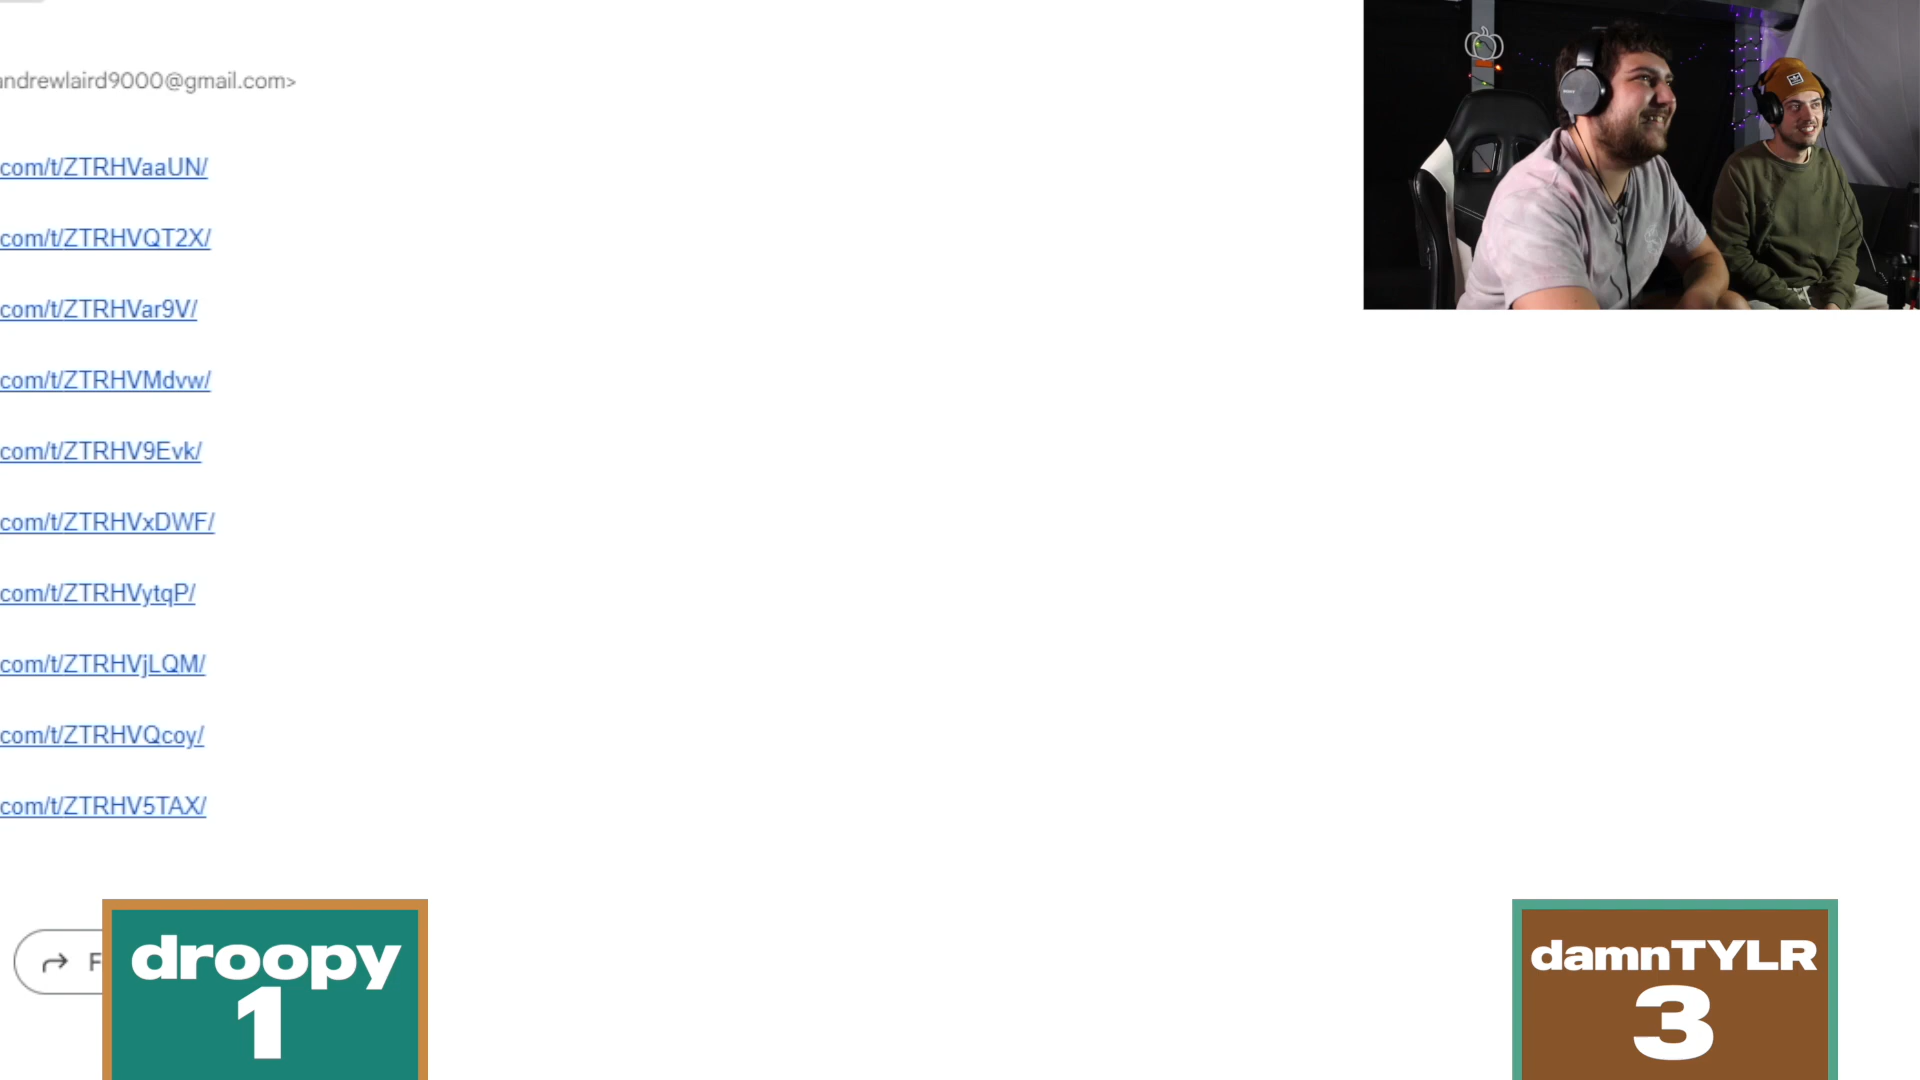 andrewlaird9000@gmail.com>
com/t/ZTRHVaaUN/
com/t/ZTRHVQT2X/
com/t/ZTRHVar9V/
com/t/ZTRHVMdvw/
com/t/ZTRHV9Evk/
com/t/ZTRHVxDWF/
com/t/ZTRHVytqP/
com/t/ZTRHVjLQM/
com/t/ZTRHVQcoy/
com/t/ZTRHV5TAX/
F
droopy
1
damnTYLR
3